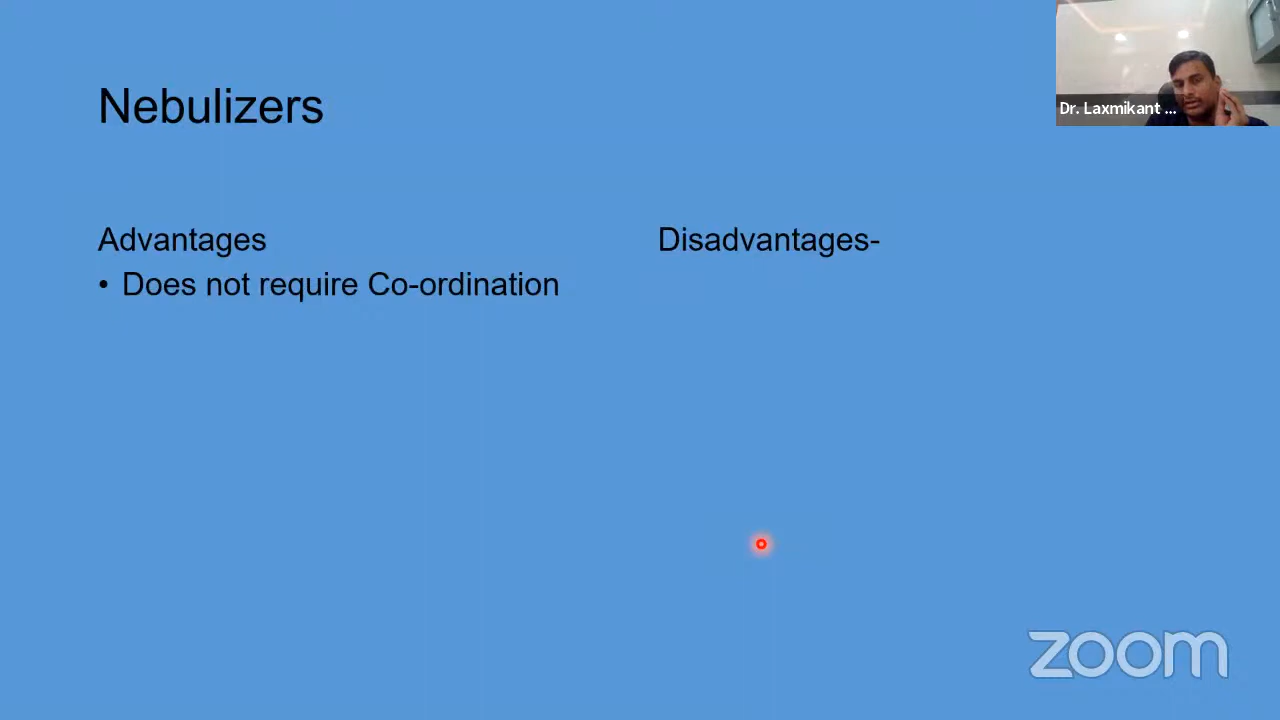 Nebulizers
Dr. Laxmikant ...
Advantages
• Does not require Co-ordination
Disadvantages-
zoom